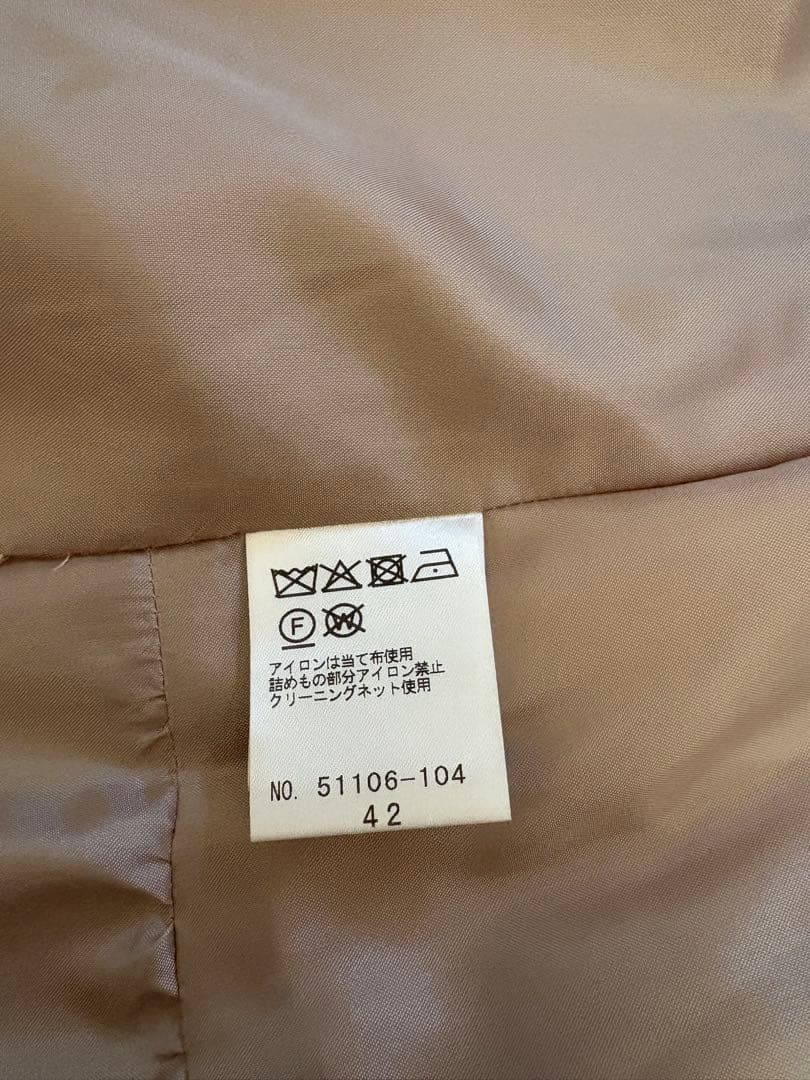 F W
アイロンは当て布使用
詰めもの部分アイロン禁止
クリーニングネット使用
NO. 51106-104
42